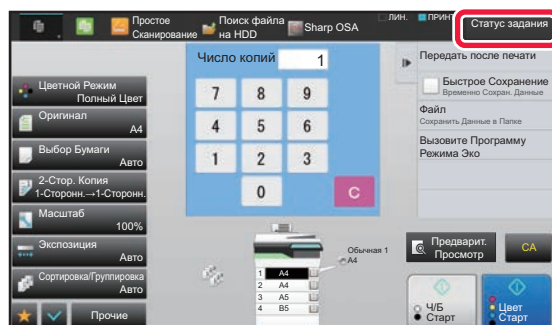 Простое
Сканирование
Поиск файла
на HDD
Sharp OSA
ЛИН.
ПРИНТ
Статус задания
Цветной Режим
Полный Цвет
Оригинал
A4
Выбор Бумаги
Авто
2-Стор. Копия
1-Сторонн.→1-Сторонн.
Масштаб
100%
Экспозиция
Авто
Сортировка/Группировка
Авто
Прочие
Число копий 1
7 8 9
4 5 6
1 2 3
0 C
Обычная 1
A4
1 A4
2 A4
3 A5
4 B5
Передать после печати
Быстрое Сохранение
Временно Сохран. Данные
Файл
Сохранить Данные в Папке
Вызовите Программу
Режима Эко
Предварит.
Просмотр
CA
Ч/Б
Старт
Цвет
Старт